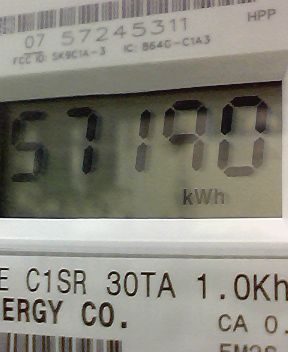 HPP
07 57245311
FCC ID: SK9C1A-3 IC: 864G-C1A3
57190
kWh
E C1SR 30TA 1.0Kh
ERGY CO.
CA 0.